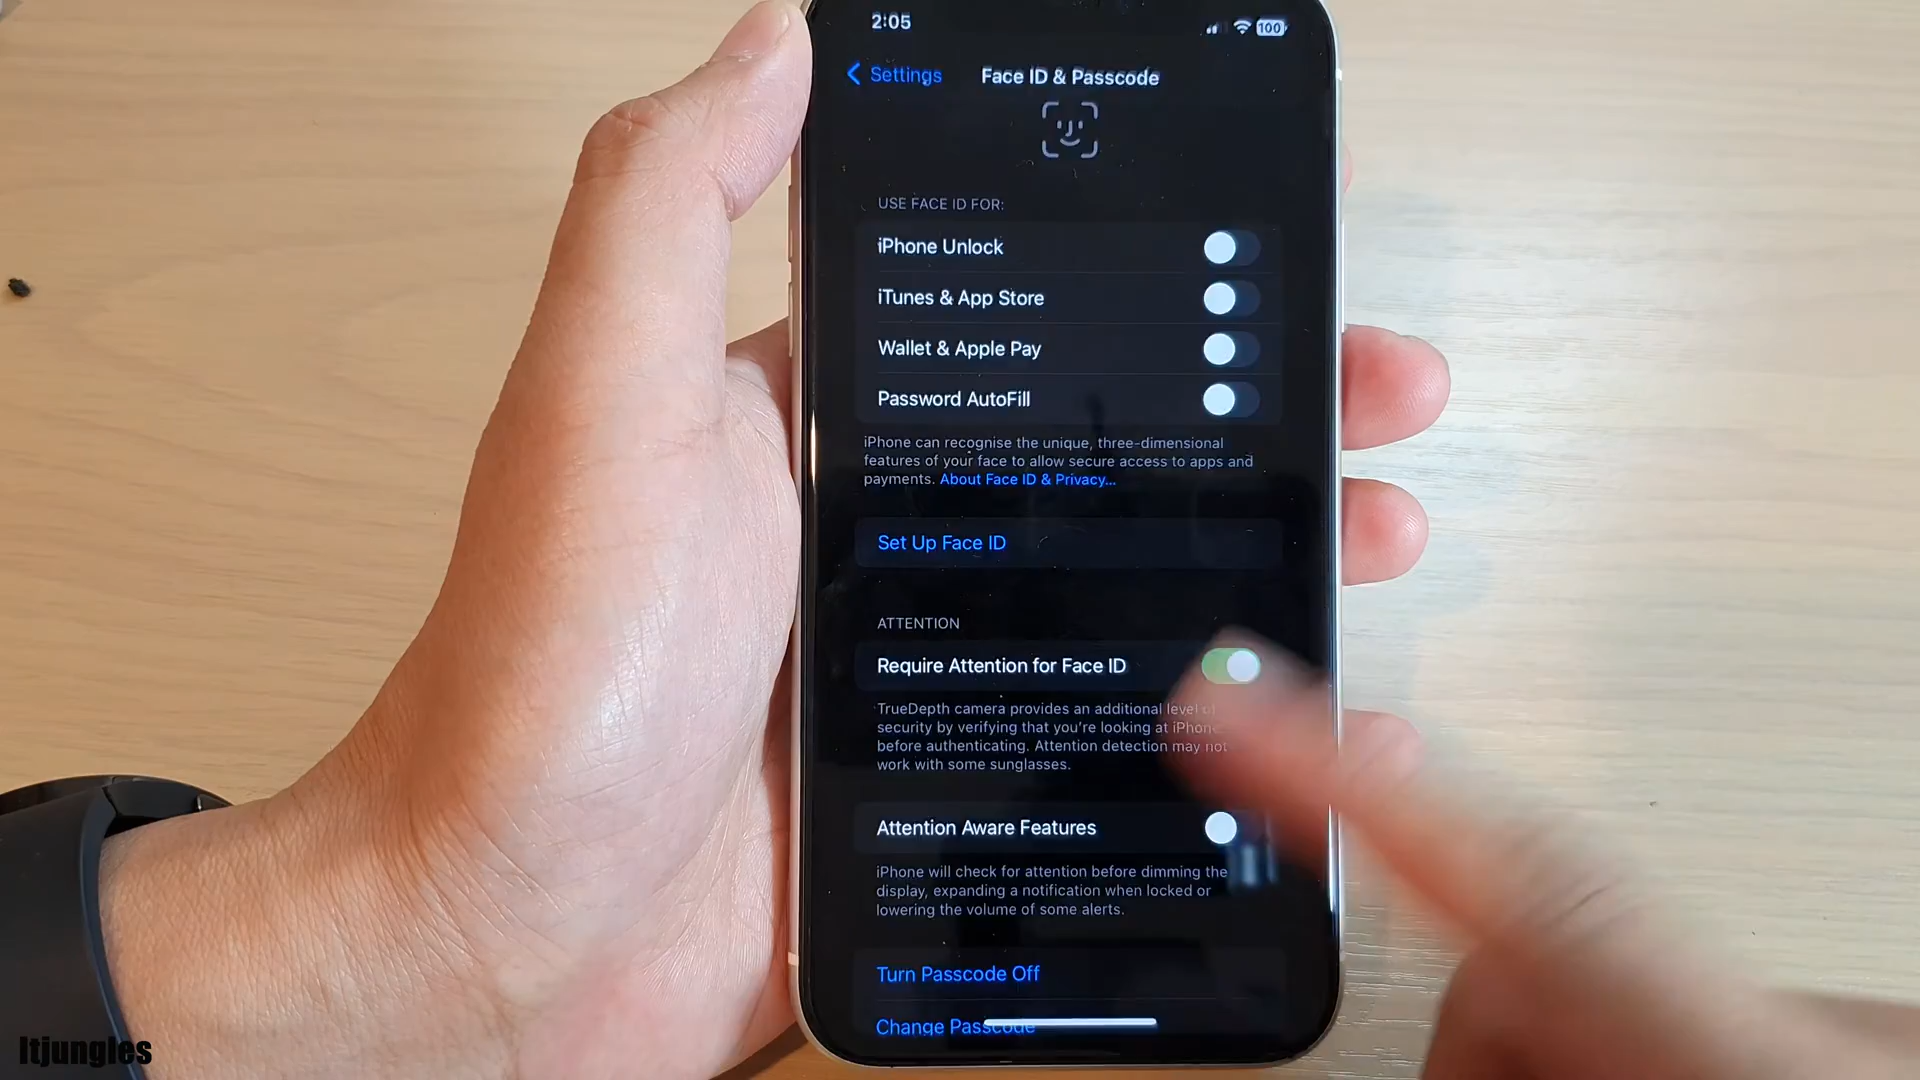 2:05
100
Settings
Face ID & Passcode
USE FACE ID FOR:
iPhone Unlock
iTunes & App Store
Wallet & Apple Pay
Password AutoFill
iPhone can recognise the unique, three-dimensional
features of your face to allow secure access to apps and
payments. About Face ID & Privacy...
Set Up Face ID
ATTENTION
Require Attention for Face ID
TrueDepth camera provides an additional level of
security by verifying that you're looking at iPhone
before authenticating. Attention detection may not
work with some sunglasses.
Attention Aware Features
iPhone will check for attention before dimming the
display, expanding a notification when locked or
lowering the volume of some alerts.
Turn Passcode Off
Change Passcode
Itjungles